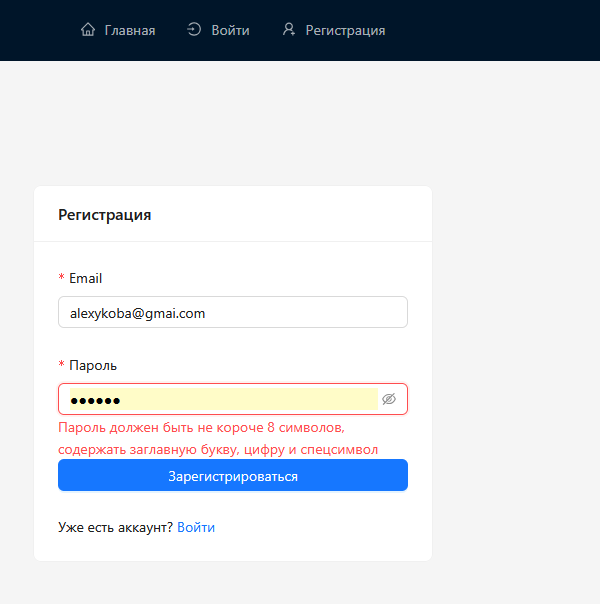 Главная Войти Регистрация
Регистрация
* Email
alexykoba@gmai.com
* Пароль
●●●●●●
Пароль должен быть не короче 8 символов,
содержать заглавную букву, цифру и спецсимвол
Зарегистрироваться
Уже есть аккаунт? Войти